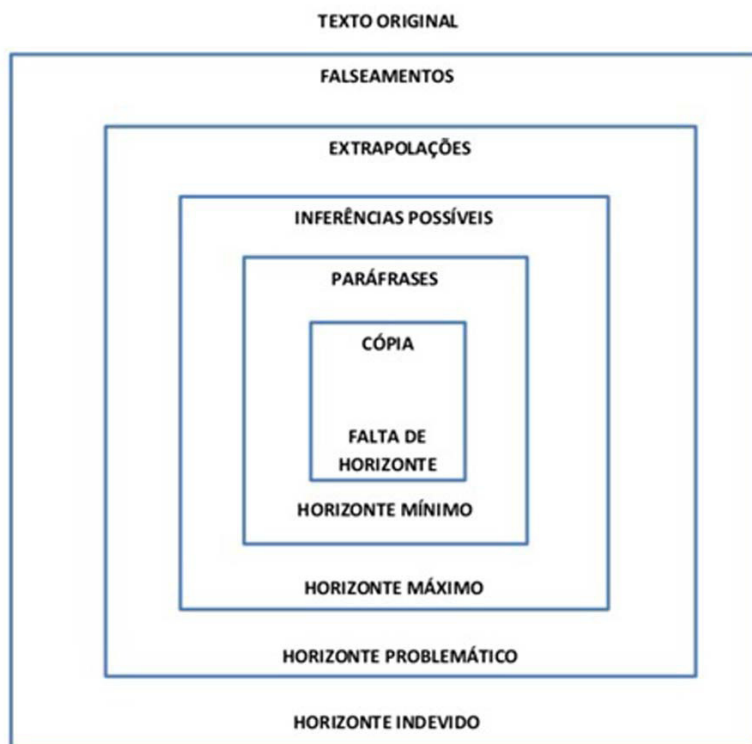 TEXTO ORIGINAL
FALSEAMENTOS
EXTRAPOLAÇÕES
INFERÊNCIAS POSSÍVEIS
PARÁFRASES
CÓPIA
FALTA DE
HORIZONTE
HORIZONTE MÍNIMO
HORIZONTE MÁXIMO
HORIZONTE PROBLEMÁTICO
HORIZONTE INDEVIDO